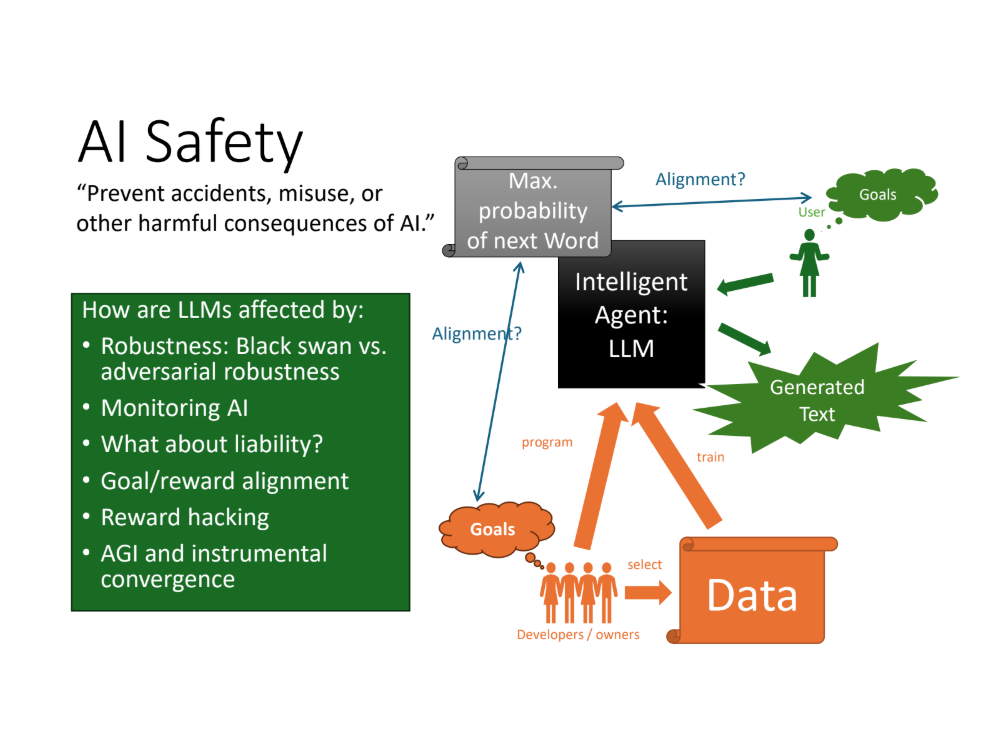 AI Safety
“Prevent accidents, misuse, or
other harmful consequences of AI.”
How are LLMs affected by:
• Robustness: Black swan vs.
adversarial robustness
• Monitoring AI
• What about liability?
• Goal/reward alignment
• Reward hacking
• AGI and instrumental
convergence
Max.
probability
of next Word
Alignment?
Goals
User
Intelligent
Agent:
LLM
Alignment?
Generated
Text
program
train
Goals
select
Data
Developers / owners